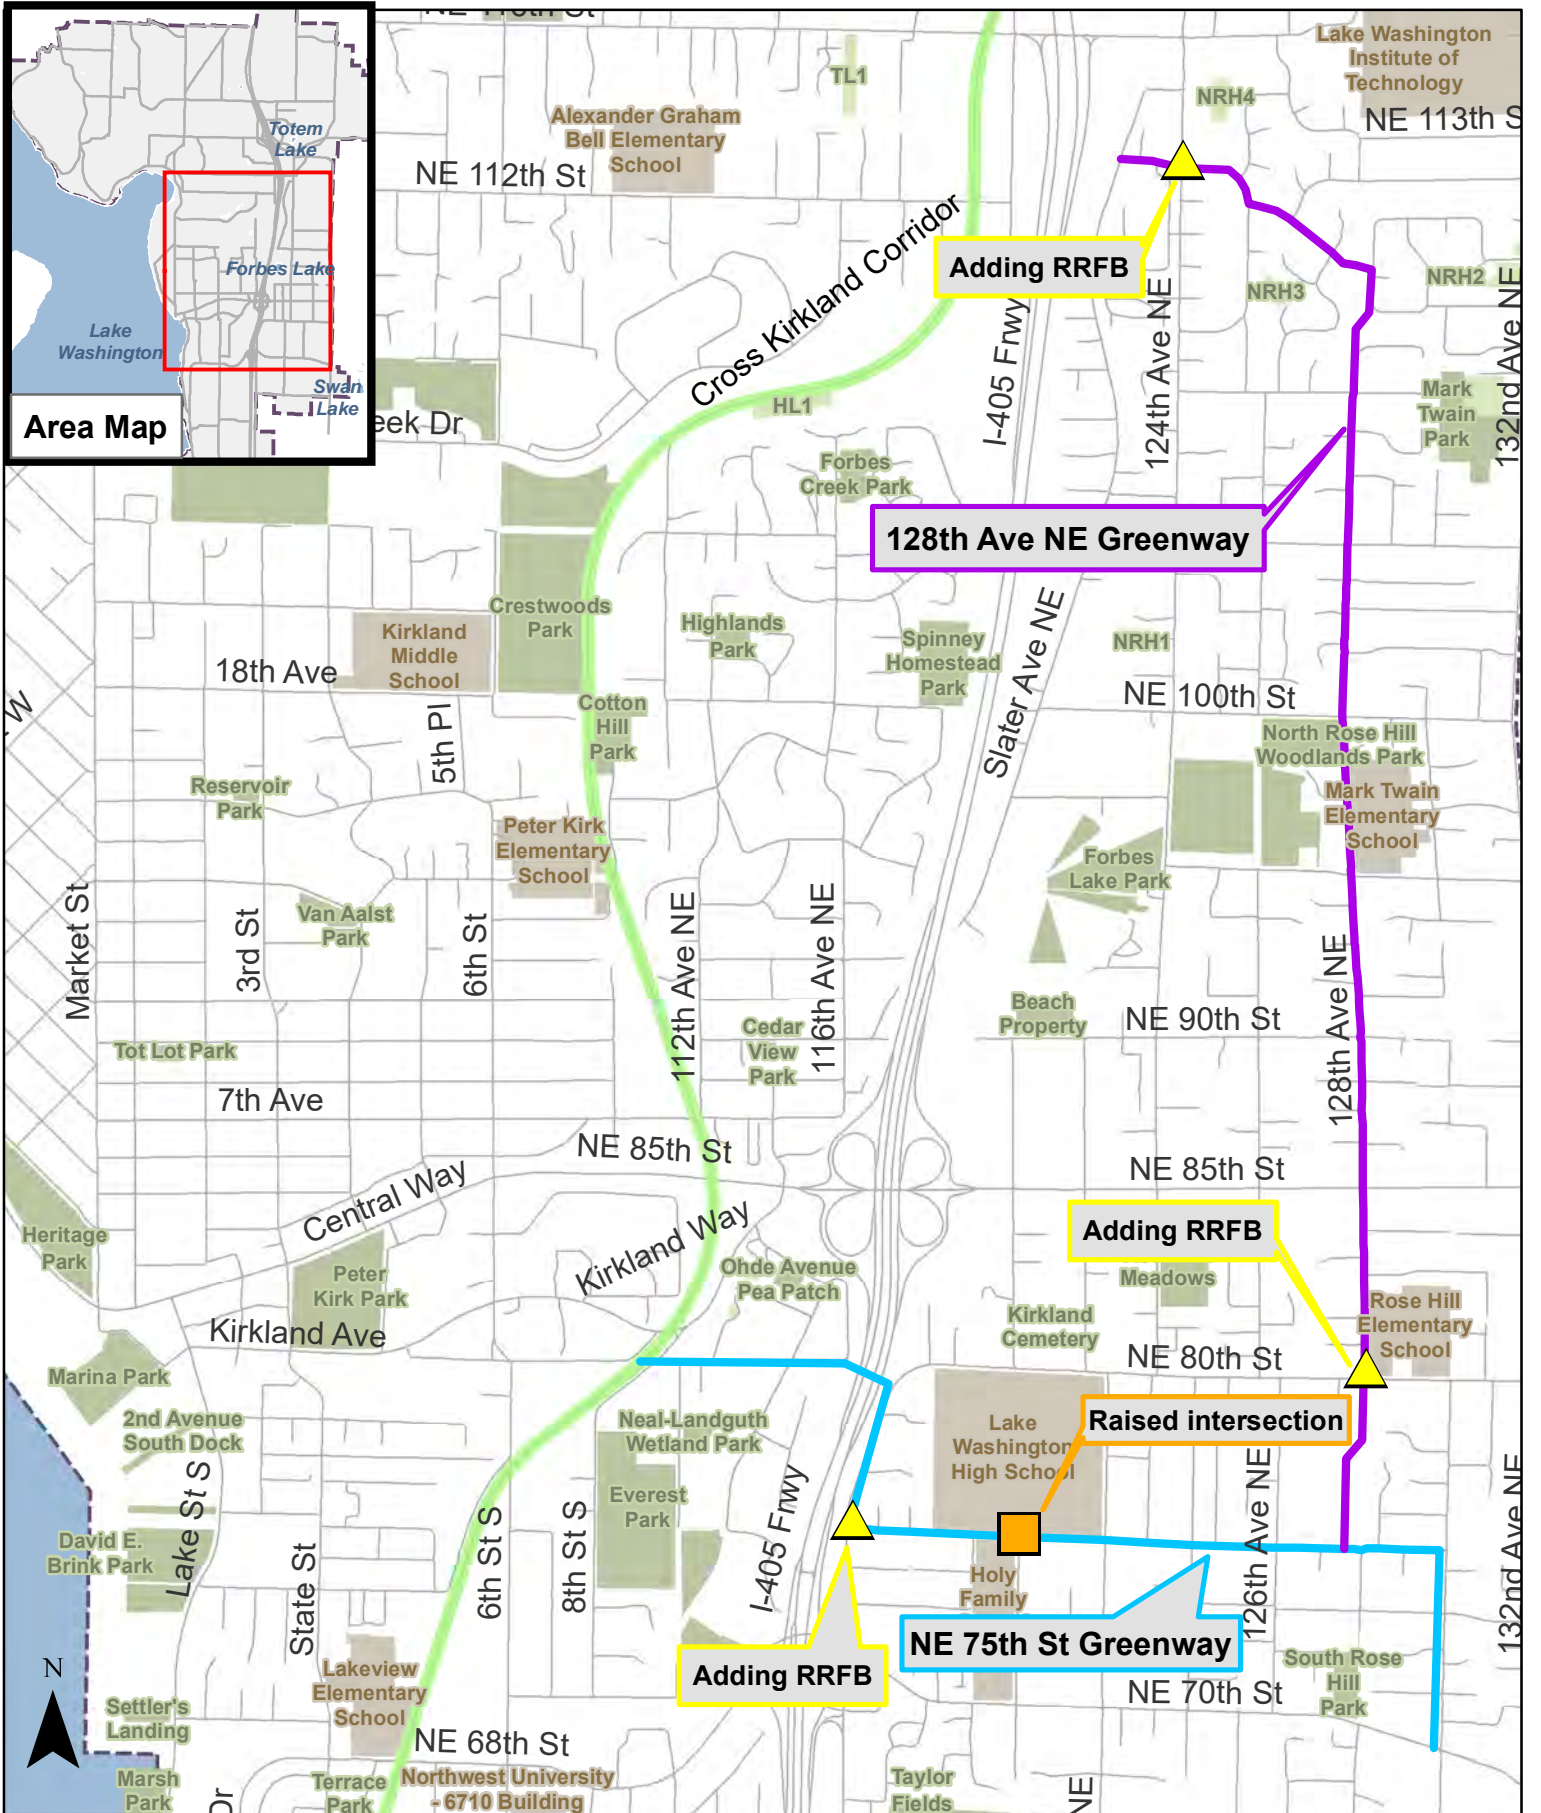 NE 116th St
Totem
Lake
Forbes Lake
Lake
Washington
Swan
Lake
Area Map
Lake Washington
Institute of
Technology
TL1
NRH4
NE 113th S
Alexander Graham
Bell Elementary
School
NE 112th St
Cross Kirkland Corridor
Adding RRFB
NRH3
NRH2
132nd Ave NE
I-405 Frwy
124th Ave NE
HL1
eek Dr
Mark
Twain
Park
Forbes
Creek Park
128th Ave NE Greenway
Crestwoods
Park
Kirkland
Middle
School
18th Ave
Highlands
Park
Spinney
Homestead
Park
NRH1
Slater Ave NE
NE 100th St
W
5th Pl
Cotton
Hill
Park
North Rose Hill
Woodlands Park
Reservoir
Park
Mark Twain
Elementary
School
Peter Kirk
Elementary
School
Forbes
Lake Park
Market St
3rd St
Van Aalst
Park
6th St
112th Ave NE
116th Ave NE
128th Ave NE
Beach
Property
NE 90th St
Cedar
View
Park
Tot Lot Park
7th Ave
NE 85th St
NE 85th St
Central Way
Kirkland Way
Heritage
Park
Adding RRFB
Peter
Kirk Park
Ohde Avenue
Pea Patch
Meadows
Kirkland
Cemetery
Rose Hill
Elementary
School
Kirkland Ave
NE 80th St
Marina Park
2nd Avenue
South Dock
Neal-Landguth
Wetland Park
Lake
Washington
High School
Raised intersection
Everest
Park
Lake St S
David E.
Brink Park
State St
6th St S
8th St S
I-405 Frwy
126th Ave NE
132nd Ave NE
Holy
Family
NE 75th St Greenway
Adding RRFB
South Rose
Hill
Park
NE 70th St
N
Lakeview
Elementary
School
Settler's
Landing
NE 68th St
Marsh
Park
Dr
Terrace
Park
Northwest University
- 6710 Building
Taylor
Fields
NE